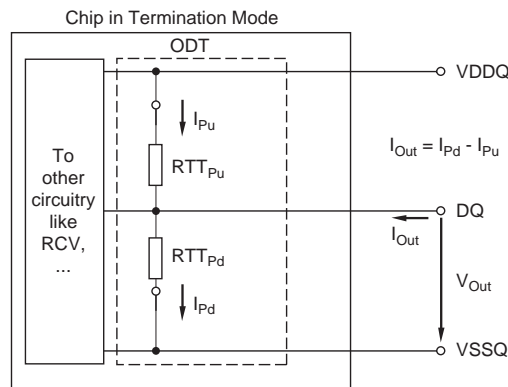 Chip in Termination Mode
ODT
VDDQ
I_Pu
I_Out = I_Pd - I_Pu
To
other
circuitry
like
RCV,
...
RTT_Pu
DQ
I_Out
RTT_Pd
V_Out
I_Pd
VSSQ